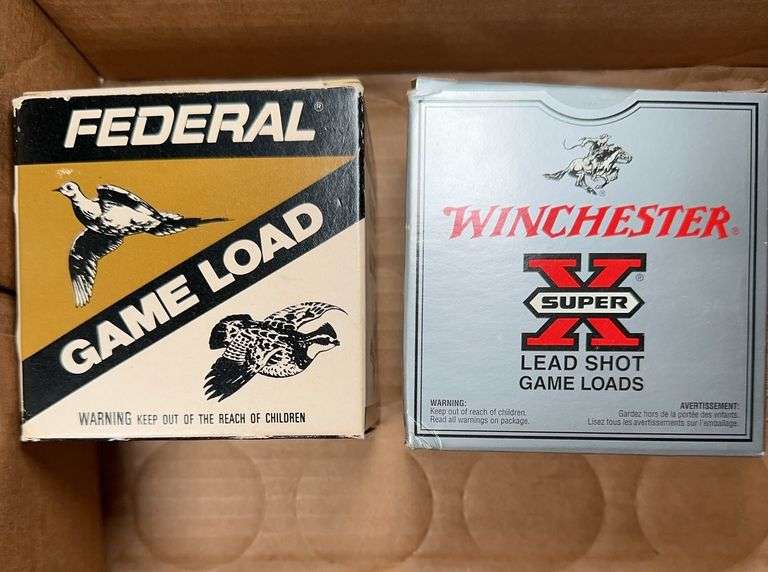 FEDERAL®
GAME LOAD
WARNING KEEP OUT OF THE REACH OF CHILDREN
WINCHESTER®
SUPER X®
LEAD SHOT
GAME LOADS
WARNING:
Keep out of reach of children.
Read all warnings on package.
AVERTISSEMENT:
Gardez hors de la portée des enfants.
Lisez tous les avertissements sur l'emballage.